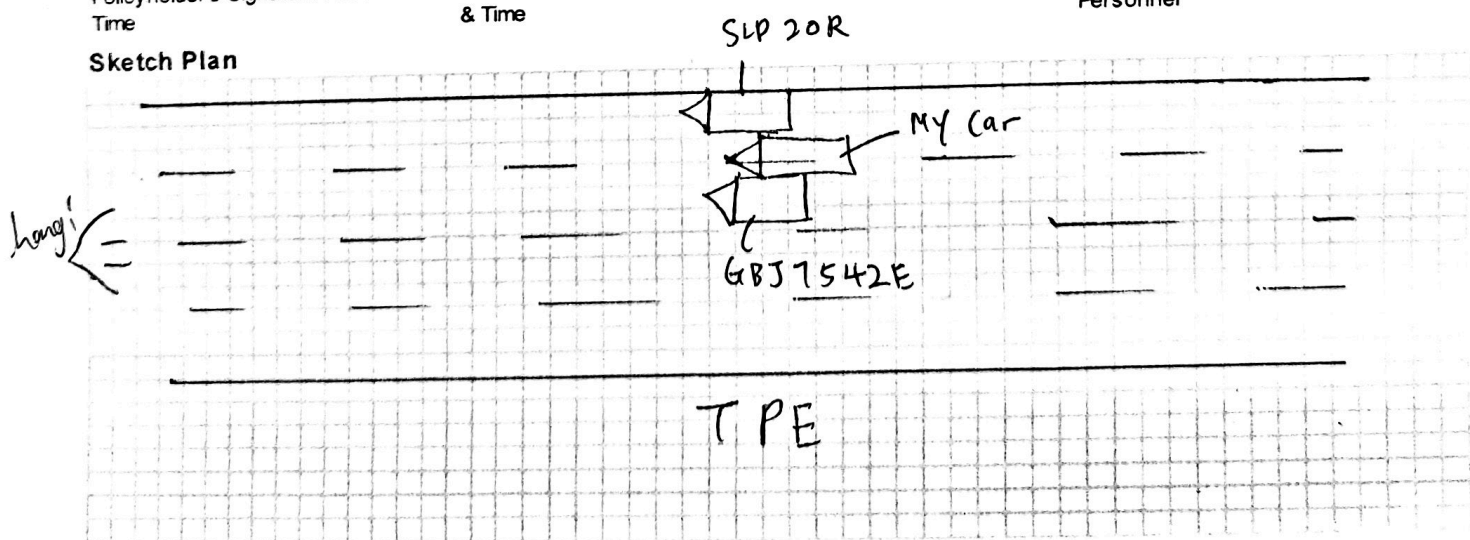 Time
& Time
Personnel
Sketch Plan
SLP 20R
My Car
hangi
GBJ7542E
TPE